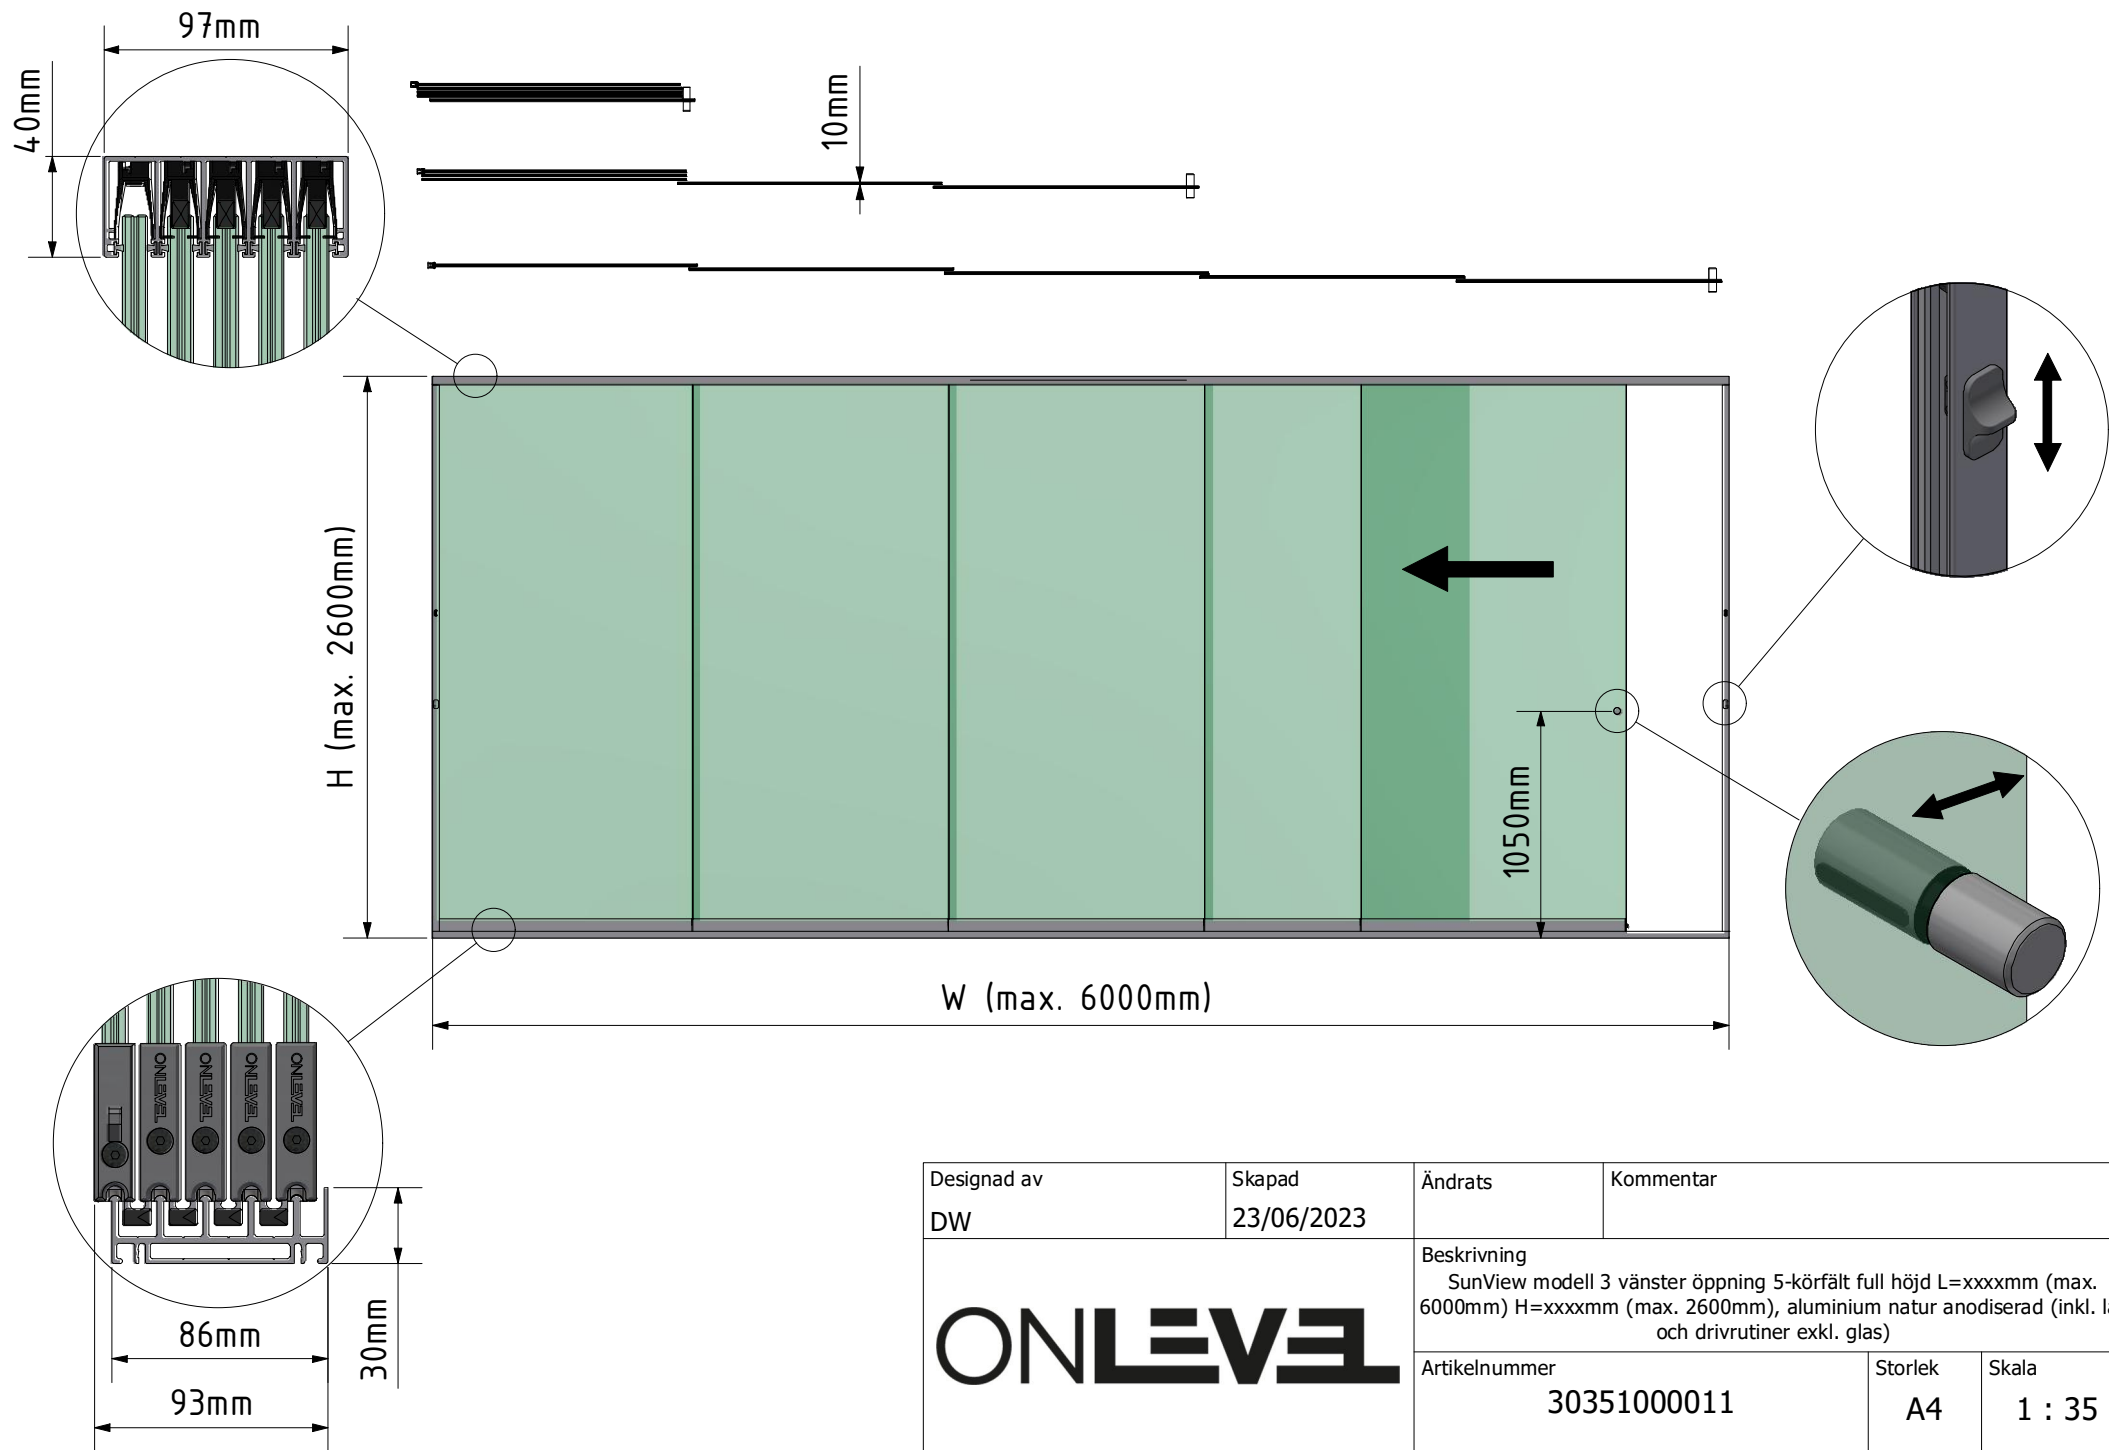 97mm
40mm
10mm
H (max. 2600mm)
1050mm
W (max. 6000mm)
ONLEVEL
ONLEVEL
ONLEVEL
ONLEVEL
86mm
30mm
93mm
Designad av
DW
Skapad
23/06/2023
Ändrats
Kommentar
ONLEVEL
Beskrivning
SunView modell 3 vänster öppning 5-körfält full höjd L=xxxxmm (max.
6000mm) H=xxxxmm (max. 2600mm), aluminium natur anodiserad (inkl.
och drivrutiner exkl. glas)
Artikelnummer
30351000011
Storlek
A4
Skala
1 : 35